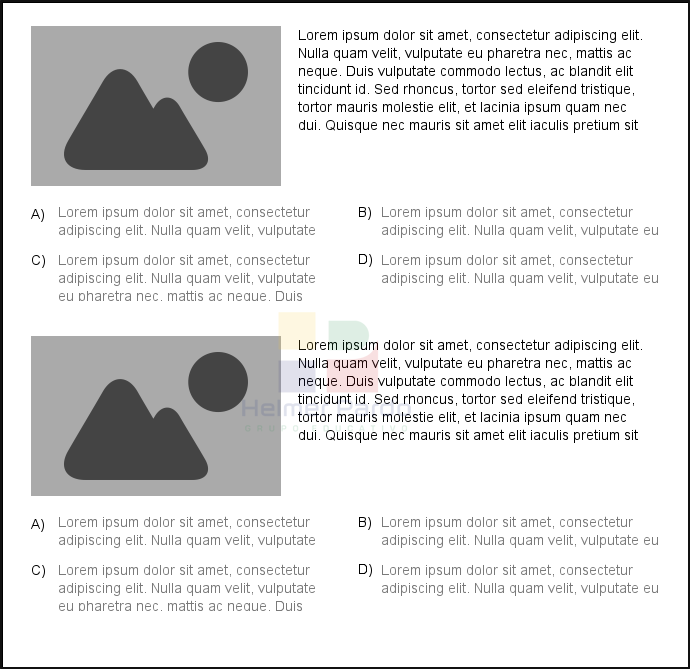 Lorem ipsum dolor sit amet, consectetur adipiscing elit.
Nulla quam velit, vulputate eu pharetra nec, mattis ac
neque. Duis vulputate commodo lectus, ac blandit elit
tincidunt id. Sed rhoncus, tortor sed eleifend tristique,
tortor mauris molestie elit, et lacinia ipsum quam nec
dui. Quisque nec mauris sit amet elit iaculis pretium sit
A) Lorem ipsum dolor sit amet, consectetur
adipiscing elit. Nulla quam velit, vulputate
B) Lorem ipsum dolor sit amet, consectetur
adipiscing elit. Nulla quam velit, vulputate eu
C) Lorem ipsum dolor sit amet, consectetur
adipiscing elit. Nulla quam velit, vulputate
eu pharetra nec, mattis ac neque. Duis
D) Lorem ipsum dolor sit amet, consectetur
adipiscing elit. Nulla quam velit, vulputate eu
Lorem ipsum dolor sit amet, consectetur adipiscing elit.
Nulla quam velit, vulputate eu pharetra nec, mattis ac
neque. Duis vulputate commodo lectus, ac blandit elit
tincidunt id. Sed rhoncus, tortor sed eleifend tristique,
tortor mauris molestie elit, et lacinia ipsum quam nec
dui. Quisque nec mauris sit amet elit iaculis pretium sit
Helmer Pardo
A) Lorem ipsum dolor sit amet, consectetur
adipiscing elit. Nulla quam velit, vulputate
B) Lorem ipsum dolor sit amet, consectetur
adipiscing elit. Nulla quam velit, vulputate eu
C) Lorem ipsum dolor sit amet, consectetur
adipiscing elit. Nulla quam velit, vulputate
eu pharetra nec, mattis ac neque. Duis
D) Lorem ipsum dolor sit amet, consectetur
adipiscing elit. Nulla quam velit, vulputate eu